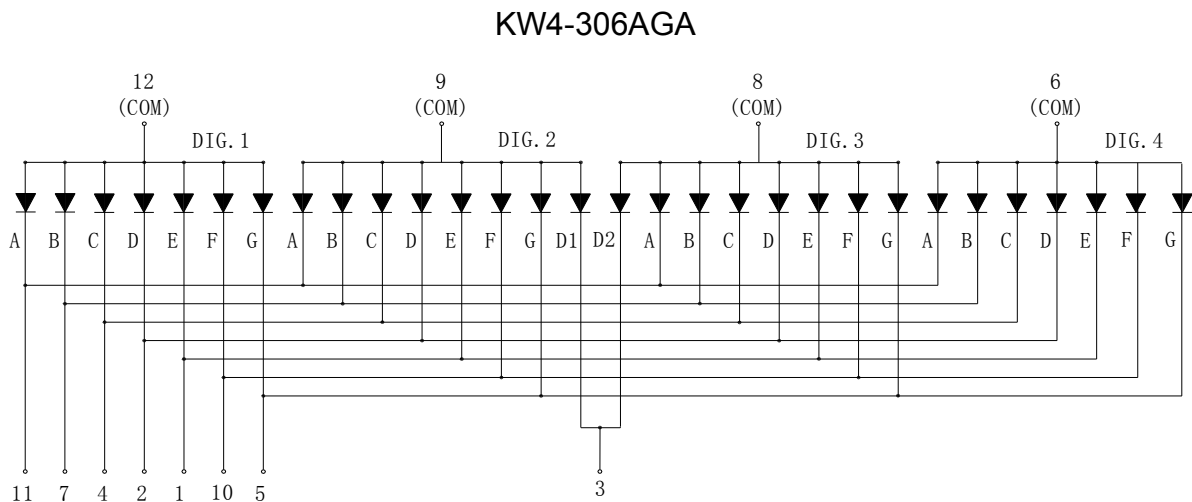 KW4-306AGA
12 9 8 6
(COM) (COM) (COM) (COM)
DIG.1 DIG.2 DIG.3 DIG.4
A B C D E F G A B C D E F G D1 D2 A B C D E F G A B C D E F G
11 7 4 2 1 10 5 3